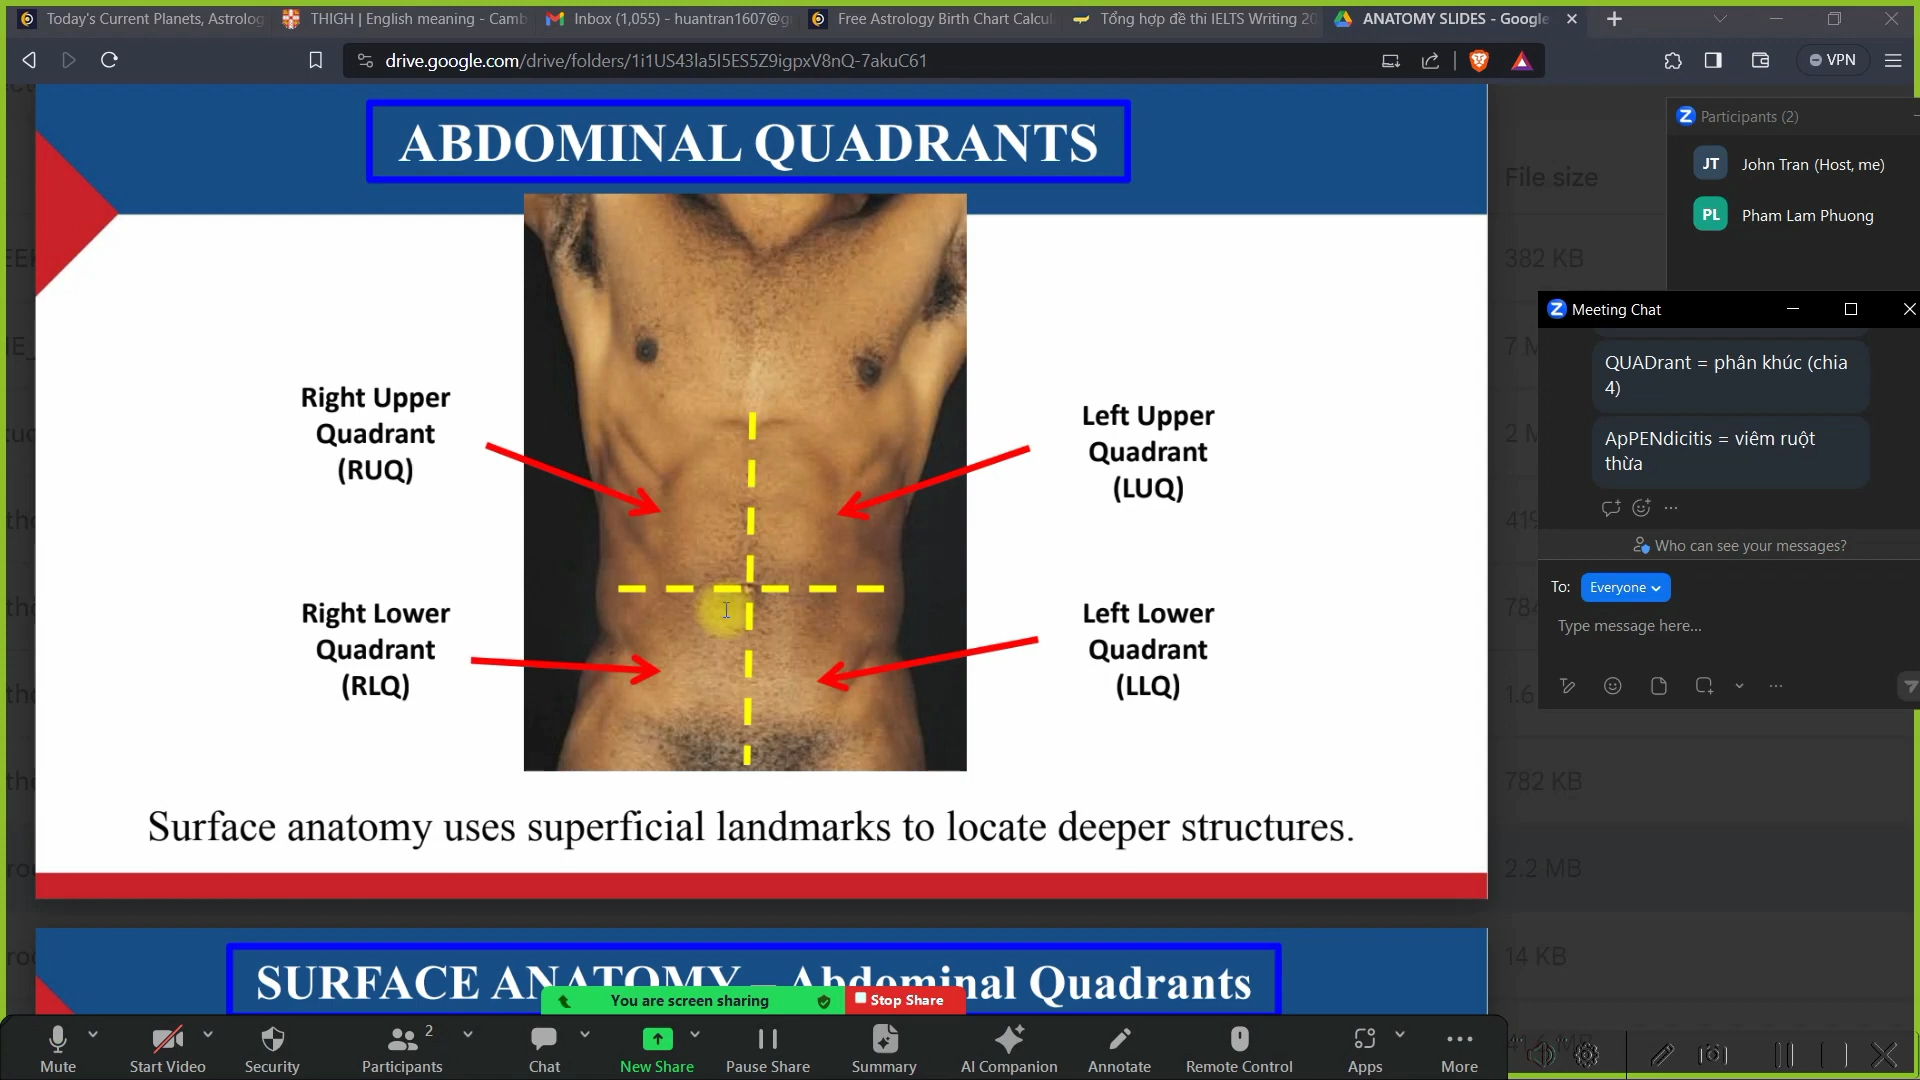 Today's Current Planets, Astrolog
THIGH | English meaning - Camb
Inbox (1,055) - huantran1607@g
Free Astrology Birth Chart Calcul
Tổng hợp đề thi IELTS Writing 20
ANATOMY SLIDES - Google
drive.google.com/drive/folders/1i1US43la5I5ES5Z9igpxV8nQ-7akuC61
VPN
ABDOMINAL QUADRANTS
Right Upper
Quadrant
(RUQ)
Left Upper
Quadrant
(LUQ)
Right Lower
Quadrant
(RLQ)
Left Lower
Quadrant
(LLQ)
Surface anatomy uses superficial landmarks to locate deeper structures.
SURFACE ANATOMY – Abdominal Quadrants
File size
382 KB
782 KB
2.2 MB
14 KB
Participants (2)
JT John Tran (Host, me)
PL Pham Lam Phuong
Meeting Chat
QUADrant = phân khúc (chia
4)
ApPENdicitis = viêm ruột
thừa
Who can see your messages?
To: Everyone
Type message here...
You are screen sharing
Stop Share
Mute
Start Video
Security
2
Participants
Chat
New Share
Pause Share
Summary
AI Companion
Annotate
Remote Control
Apps
More